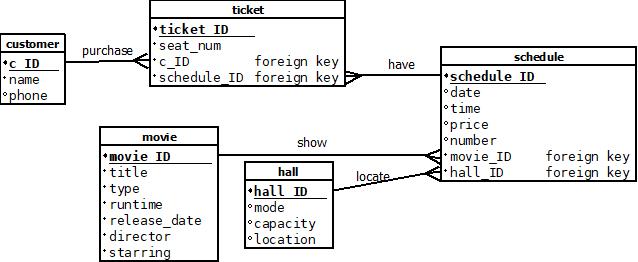 ticket
ticket_ID
seat_num
c_ID foreign key
schedule_ID foreign key
customer
c_ID
name
phone
purchase
have
schedule
schedule_ID
date
time
price
number
movie_ID foreign key
hall_ID foreign key
movie
movie_ID
title
type
runtime
release_date
director
starring
show
hall
hall_ID
mode
capacity
location
locate